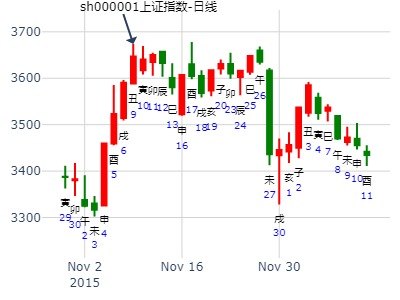 sh000001上证指数-日线
3700
3600
3500
3400
3300
寅 29
卯 30
午 2
未 3
申 4
酉 5
戌 6
丑 9
寅 10
卯 11
辰 12
巳 13
申 16
酉 17
戌 18
亥 19
子 20
卯 23
辰 24
巳 25
午 26
未 27
戌 30
亥 1
子 2
丑 3
寅 4
巳 7
午 8
未 9
申 10
酉 11
Nov 2
2015
Nov 16
Nov 30